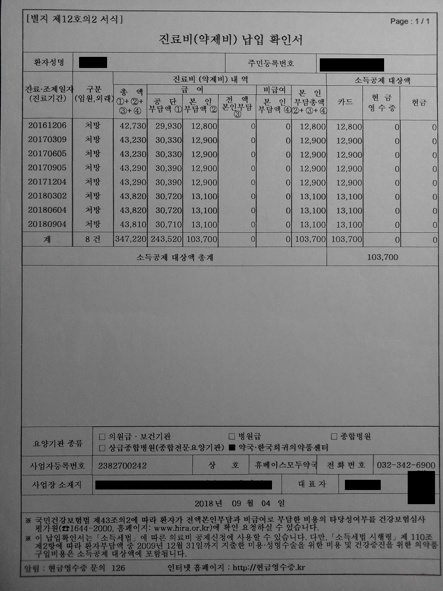 [별지 제12호의2 서식]
Page : 1 / 1
진료비(약제비) 납입 확인서
환자성명
주민등록번호
진료·조제일자 (진료기간)
구분 (입원,외래)
진료비 (약제비) 내 역
소득공제 대상액
총 액 ①+②+③+④
급 여
비급여
본 인 부담총액 ②+③+④
카드
현 금 영 수 증
현금
공 단 부담액 ①
본 인 부담액 ②
전 액 본인부담 ③
본 인 부담액 ④
20161206 처방 42,730 29,930 12,800 0 0 12,800 12,800 0 0
20170309 처방 43,230 30,330 12,900 0 0 12,900 12,900 0 0
20170605 처방 43,230 30,330 12,900 0 0 12,900 12,900 0 0
20170905 처방 43,290 30,390 12,900 0 0 12,900 12,900 0 0
20171204 처방 43,290 30,390 12,900 0 0 12,900 12,900 0 0
20180302 처방 43,820 30,720 13,100 0 0 13,100 13,100 0 0
20180604 처방 43,820 30,720 13,100 0 0 13,100 13,100 0 0
20180904 처방 43,810 30,710 13,100 0 0 13,100 13,100 0 0
계 8 건 347,220 243,520 103,700 0 0 103,700 103,700 0 0
소득공제 대상액 총계 103,700
요양기관 종류
□ 의원급·보건기관 □ 병원급 □ 종합병원
□ 상급종합병원(종합전문요양기관) ■ 약국·한국희귀의약품센터
사업자등록번호 2382700242 상 호 휴베이스모두약국 전 화 번 호 032-342-6900
사업장 소재지 대 표 자
2018 년 09 월 04 일
※ 국민건강보험법 제43조의2에 따라 환자가 전액본인부담과 비급여로 부담한 비용의 타당성여부를 건강보험심사
평가원(☎1644-2000, 홈페이지: www.hira.or.kr)에 확인 요청하실 수 있습니다.
※ 이 납입확인서는「소득세법」에 따른 의료비 공제신청에 사용할 수 있습니다. 다만,「소득세법 시행령」제 110조
제2항에 따라 환자부담액 중 2009년 12월 31일까지 지출한 미용·성형수술을 위한 비용 및 건강증진을 위한 의약품
구입비용은 소득공제 대상액에 포함됩니다.
알림 : 현금영수증 문의 126 인터넷 홈페이지 : http://현금영수증.kr